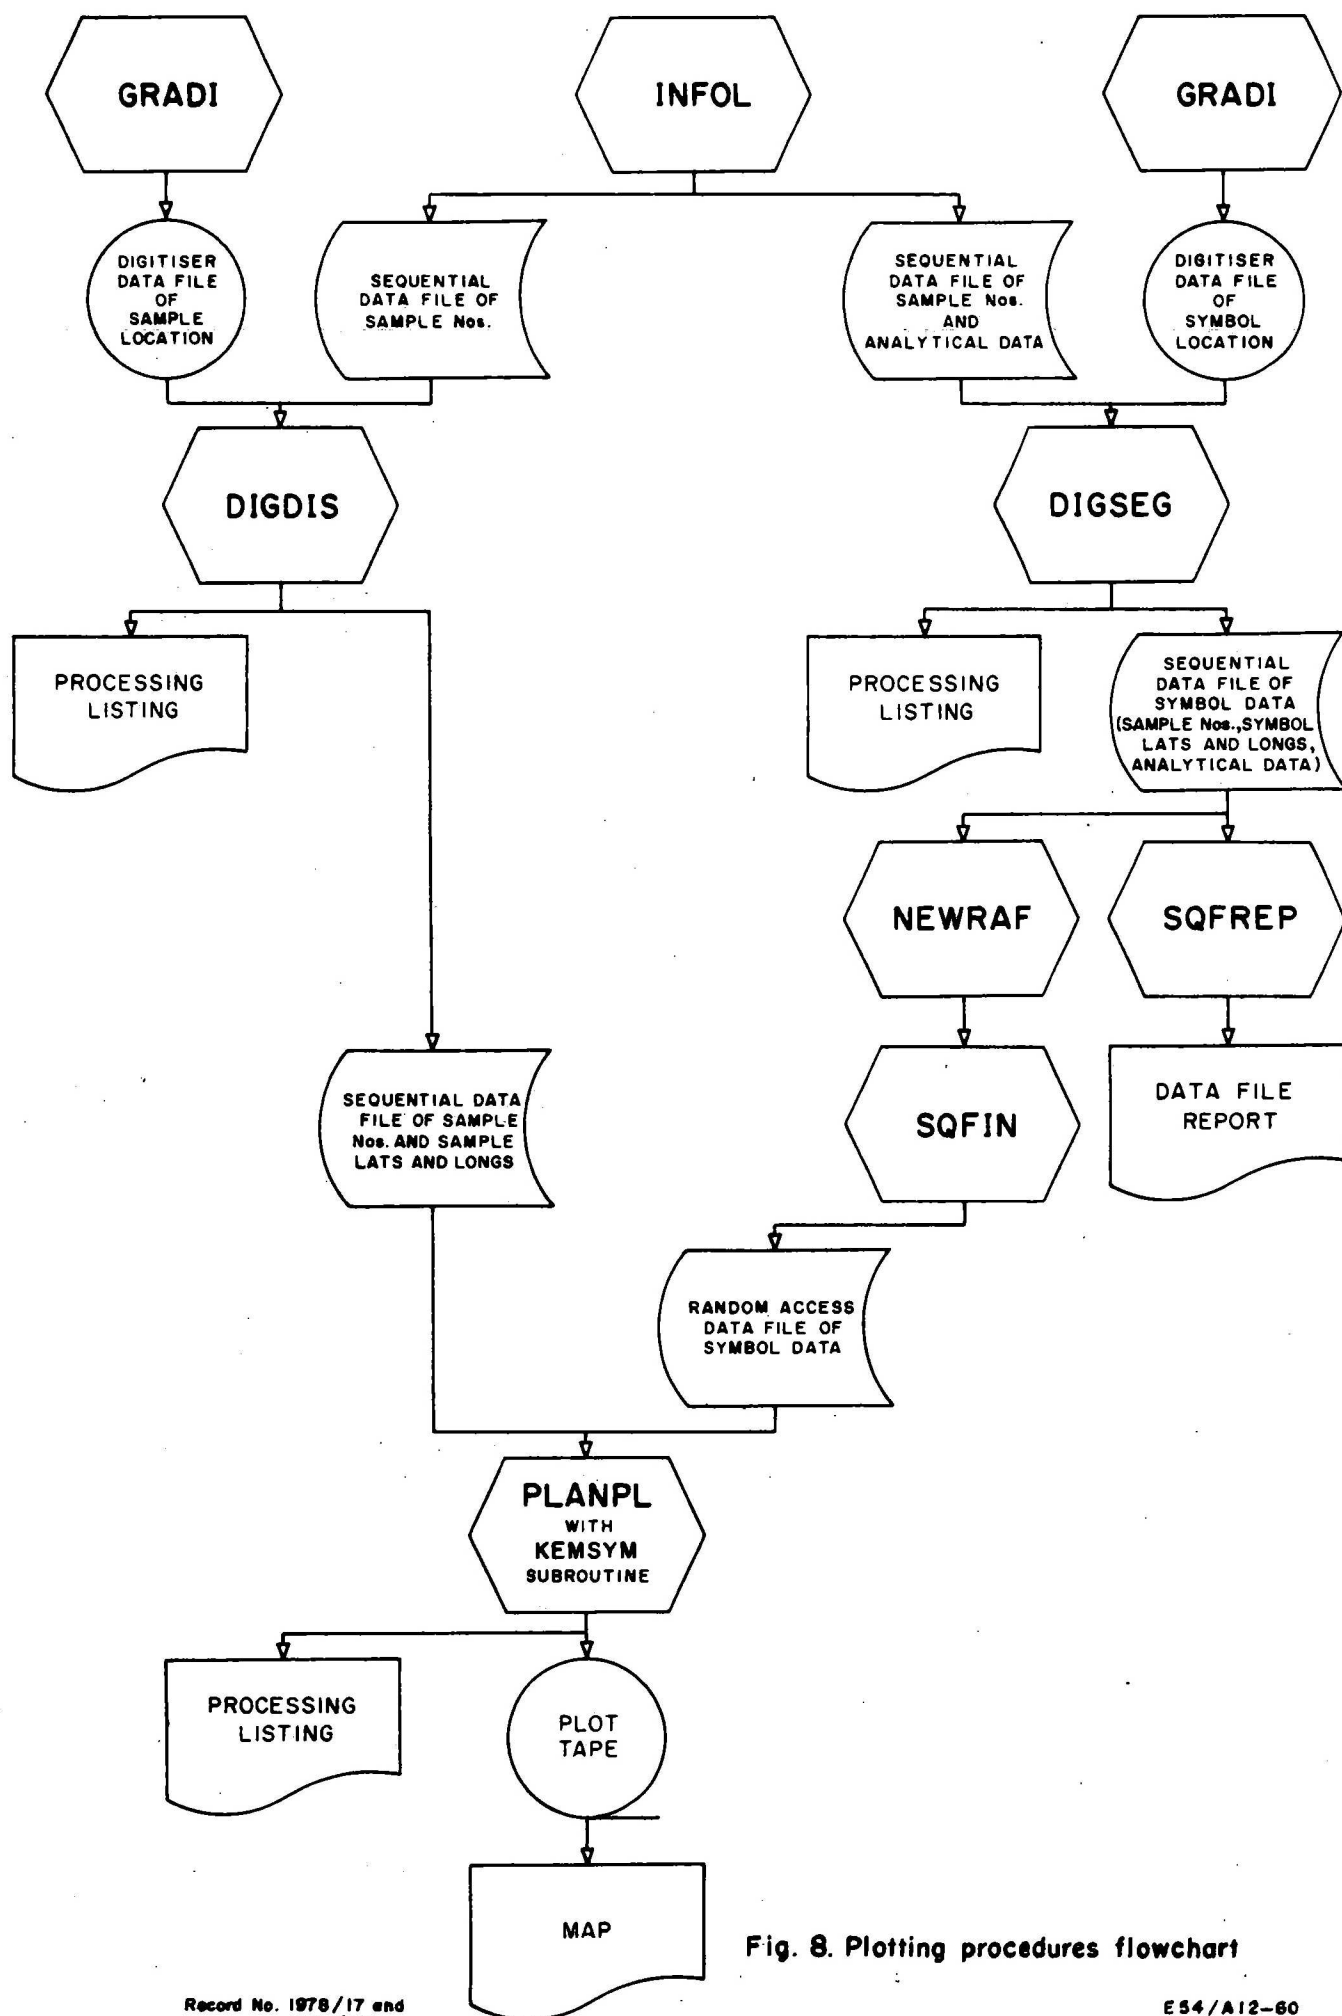 GRADI
INFOL
GRADI
DIGITISER
DATA FILE
OF
SAMPLE
LOCATION
SEQUENTIAL
DATA FILE OF
SAMPLE Nos.
SEQUENTIAL
DATA FILE OF
SAMPLE Nos.
AND
ANALYTICAL DATA
DIGITISER
DATA FILE
OF
SYMBOL
LOCATION
DIGDIS
DIGSEG
PROCESSING
LISTING
PROCESSING
LISTING
SEQUENTIAL
DATA FILE OF
SYMBOL DATA
(SAMPLE Nos.,SYMBOL
LATS AND LONGS,
ANALYTICAL DATA)
NEWRAF
SQFREP
SEQUENTIAL DATA
FILE OF SAMPLE
Nos. AND SAMPLE
LATS AND LONGS
SQFIN
DATA FILE
REPORT
RANDOM ACCESS
DATA FILE OF
SYMBOL DATA
PLANPL
WITH
KEMSYM
SUBROUTINE
PROCESSING
LISTING
PLOT
TAPE
MAP
Fig. 8. Plotting procedures flowchart
Record No. 1978/17 and
E54/A12-60